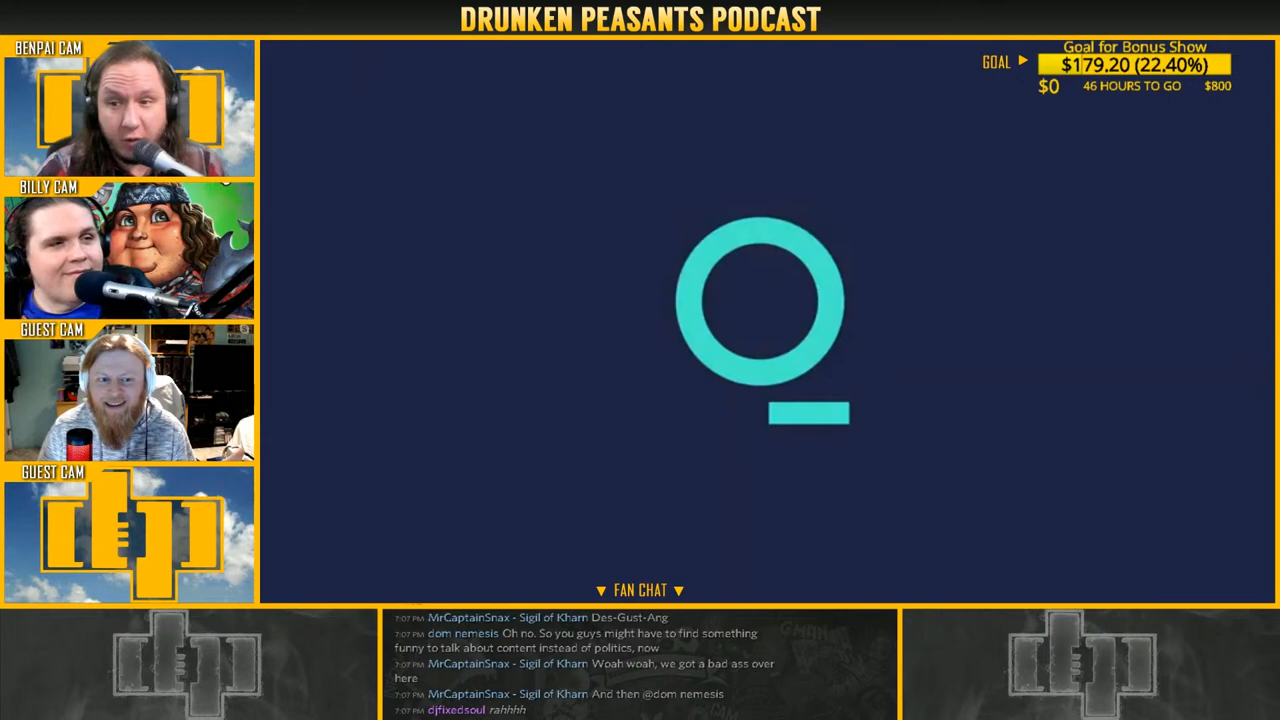 DRUNKEN PEASANTS PODCAST
BENPAI CAM
BILLY CAM
GUEST CAM
GUEST CAM
GOAL
Goal for Bonus Show
$179.20 (22.40%)
$0 46 HOURS TO GO $800
FAN CHAT
7:07 PM MrCaptainSnax - Sigil of Kharn Des-Gust-Ang
7:07 PM dom nemesis Oh no. So you guys might have to find something
funny to talk about content instead of politics, now
7:07 PM MrCaptainSnax - Sigil of Kharn Woah woah, we got a bad ass over
here
7:07 PM MrCaptainSnax - Sigil of Kharn And then @dom nemesis
7:07 PM djfixedsoul rahhhh